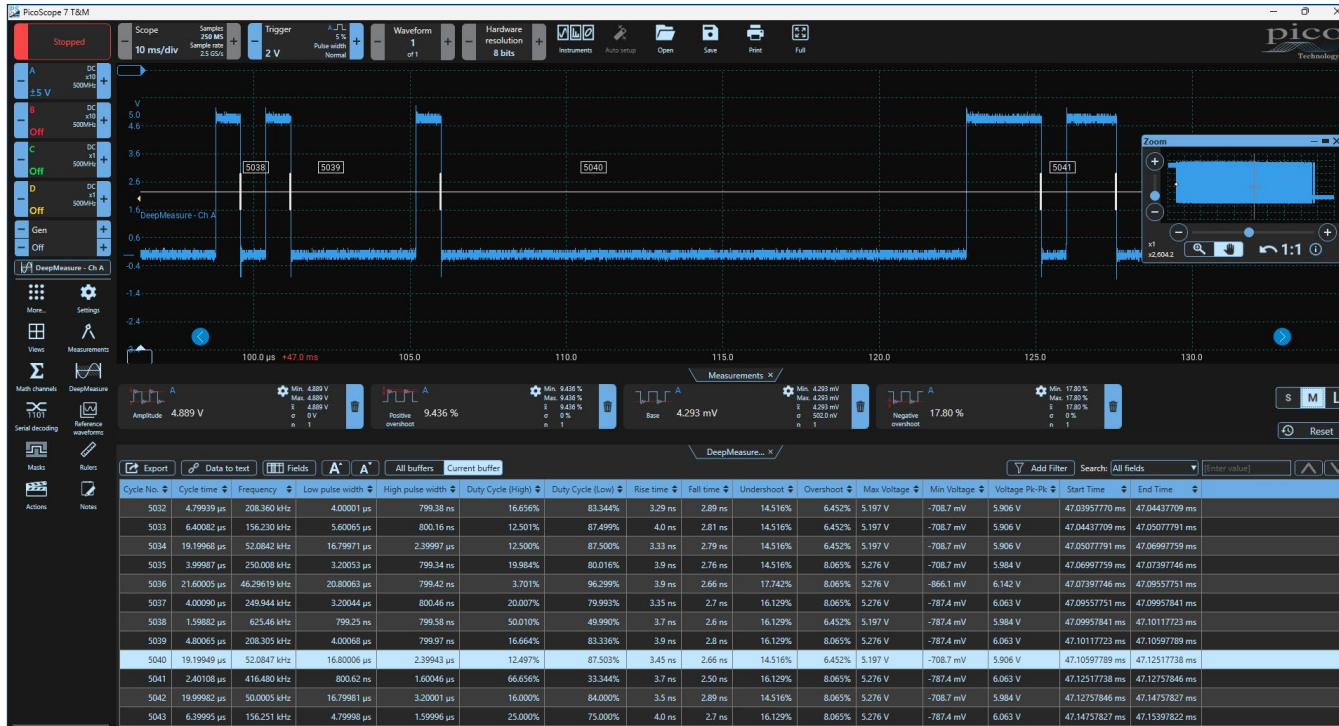 PicoScope 7 T&M
Stopped
Scope
10 ms/div
Samples
250 MS
Sample rate
2.5 GS/s
Trigger
2 V
A
5 %
Pulse width
Normal
Waveform
1
of 1
Hardware
resolution
8 bits
Instruments
Auto setup
Open
Save
Print
Full
pico
Technology
A
DC
x10
500MHz
±5 V
B
DC
x10
500MHz
Off
C
DC
x1
500MHz
Off
D
DC
x1
500MHz
Off
Gen
Off
DeepMeasure - Ch A
More...
Settings
Views
Measurements
Math channels
DeepMeasure
Serial decoding
Reference
waveforms
Masks
Rulers
Actions
Notes
V
5.0
4.6
3.6
2.6
1.6
0.6
-0.4
-1.4
-2.4
DeepMeasure - Ch A
5038
5039
5040
5041
100.0 µs +47.0 ms 105.0 110.0 115.0 120.0 125.0 130.0
Zoom
x1
x2,604.2
1:1
Measurements ×
A
Amplitude 4.889 V
Min. 4.889 V
Max. 4.889 V
x̄ 4.889 V
σ 0 V
n 1
A
Positive
overshoot
9.436 %
Min. 9.436 %
Max. 9.436 %
x̄ 9.436 %
σ 0 %
n 1
A
Base 4.293 mV
Min. 4.293 mV
Max. 4.293 mV
x̄ 4.293 mV
σ 502.0 nV
n 1
A
Negative
overshoot
17.80 %
Min. 17.80 %
Max. 17.80 %
x̄ 17.80 %
σ 0 %
n 1
S M L
Reset
DeepMeasure... ×
Export Data to text Fields A A All buffers Current buffer Add Filter Search: All fields [Enter value]
Cycle No. Cycle time Frequency Low pulse width High pulse width Duty Cycle (High) Duty Cycle (Low) Rise time Fall time Undershoot Overshoot Max Voltage Min Voltage Voltage Pk-Pk Start Time End Time
5032 4.79939 µs 208.360 kHz 4.00001 µs 799.38 ns 16.656% 83.344% 3.29 ns 2.89 ns 14.516% 6.452% 5.197 V -708.7 mV 5.906 V 47.03957770 ms 47.04437709 ms
5033 6.40082 µs 156.230 kHz 5.60065 µs 800.16 ns 12.501% 87.499% 4.0 ns 2.81 ns 14.516% 6.452% 5.197 V -708.7 mV 5.906 V 47.04437709 ms 47.05077791 ms
5034 19.19968 µs 52.0842 kHz 16.79971 µs 2.39997 µs 12.500% 87.500% 3.33 ns 2.79 ns 14.516% 6.452% 5.197 V -708.7 mV 5.906 V 47.05077791 ms 47.06997759 ms
5035 3.99987 µs 250.008 kHz 3.20053 µs 799.34 ns 19.984% 80.016% 3.9 ns 2.76 ns 14.516% 8.065% 5.276 V -708.7 mV 5.984 V 47.06997759 ms 47.07397746 ms
5036 21.60005 µs 46.29619 kHz 20.80063 µs 799.42 ns 3.701% 96.299% 3.9 ns 2.66 ns 17.742% 8.065% 5.276 V -866.1 mV 6.142 V 47.07397746 ms 47.09557751 ms
5037 4.00090 µs 249.944 kHz 3.20044 µs 800.46 ns 20.007% 79.993% 3.35 ns 2.7 ns 16.129% 8.065% 5.276 V -787.4 mV 6.063 V 47.09557751 ms 47.09957841 ms
5038 1.59882 µs 625.46 kHz 799.25 ns 799.58 ns 50.010% 49.990% 3.7 ns 2.6 ns 16.129% 6.452% 5.197 V -787.4 mV 5.984 V 47.09957841 ms 47.10117723 ms
5039 4.80065 µs 208.305 kHz 4.00068 µs 799.97 ns 16.664% 83.336% 3.9 ns 2.8 ns 16.129% 8.065% 5.276 V -787.4 mV 6.063 V 47.10117723 ms 47.10597789 ms
5040 19.19949 µs 52.0847 kHz 16.80006 µs 2.39943 µs 12.497% 87.503% 3.45 ns 2.66 ns 14.516% 6.452% 5.197 V -708.7 mV 5.906 V 47.10597789 ms 47.12517738 ms
5041 2.40108 µs 416.480 kHz 800.62 ns 1.60046 µs 66.656% 33.344% 3.7 ns 2.50 ns 16.129% 8.065% 5.276 V -787.4 mV 6.063 V 47.12517738 ms 47.12757846 ms
5042 19.99982 µs 50.0005 kHz 16.79981 µs 3.20001 µs 16.000% 84.000% 3.5 ns 2.89 ns 14.516% 8.065% 5.276 V -708.7 mV 5.984 V 47.12757846 ms 47.14757827 ms
5043 6.39995 µs 156.251 kHz 4.79998 µs 1.59996 µs 25.000% 75.000% 4.0 ns 2.7 ns 16.129% 8.065% 5.276 V -787.4 mV 6.063 V 47.14757827 ms 47.15397822 ms